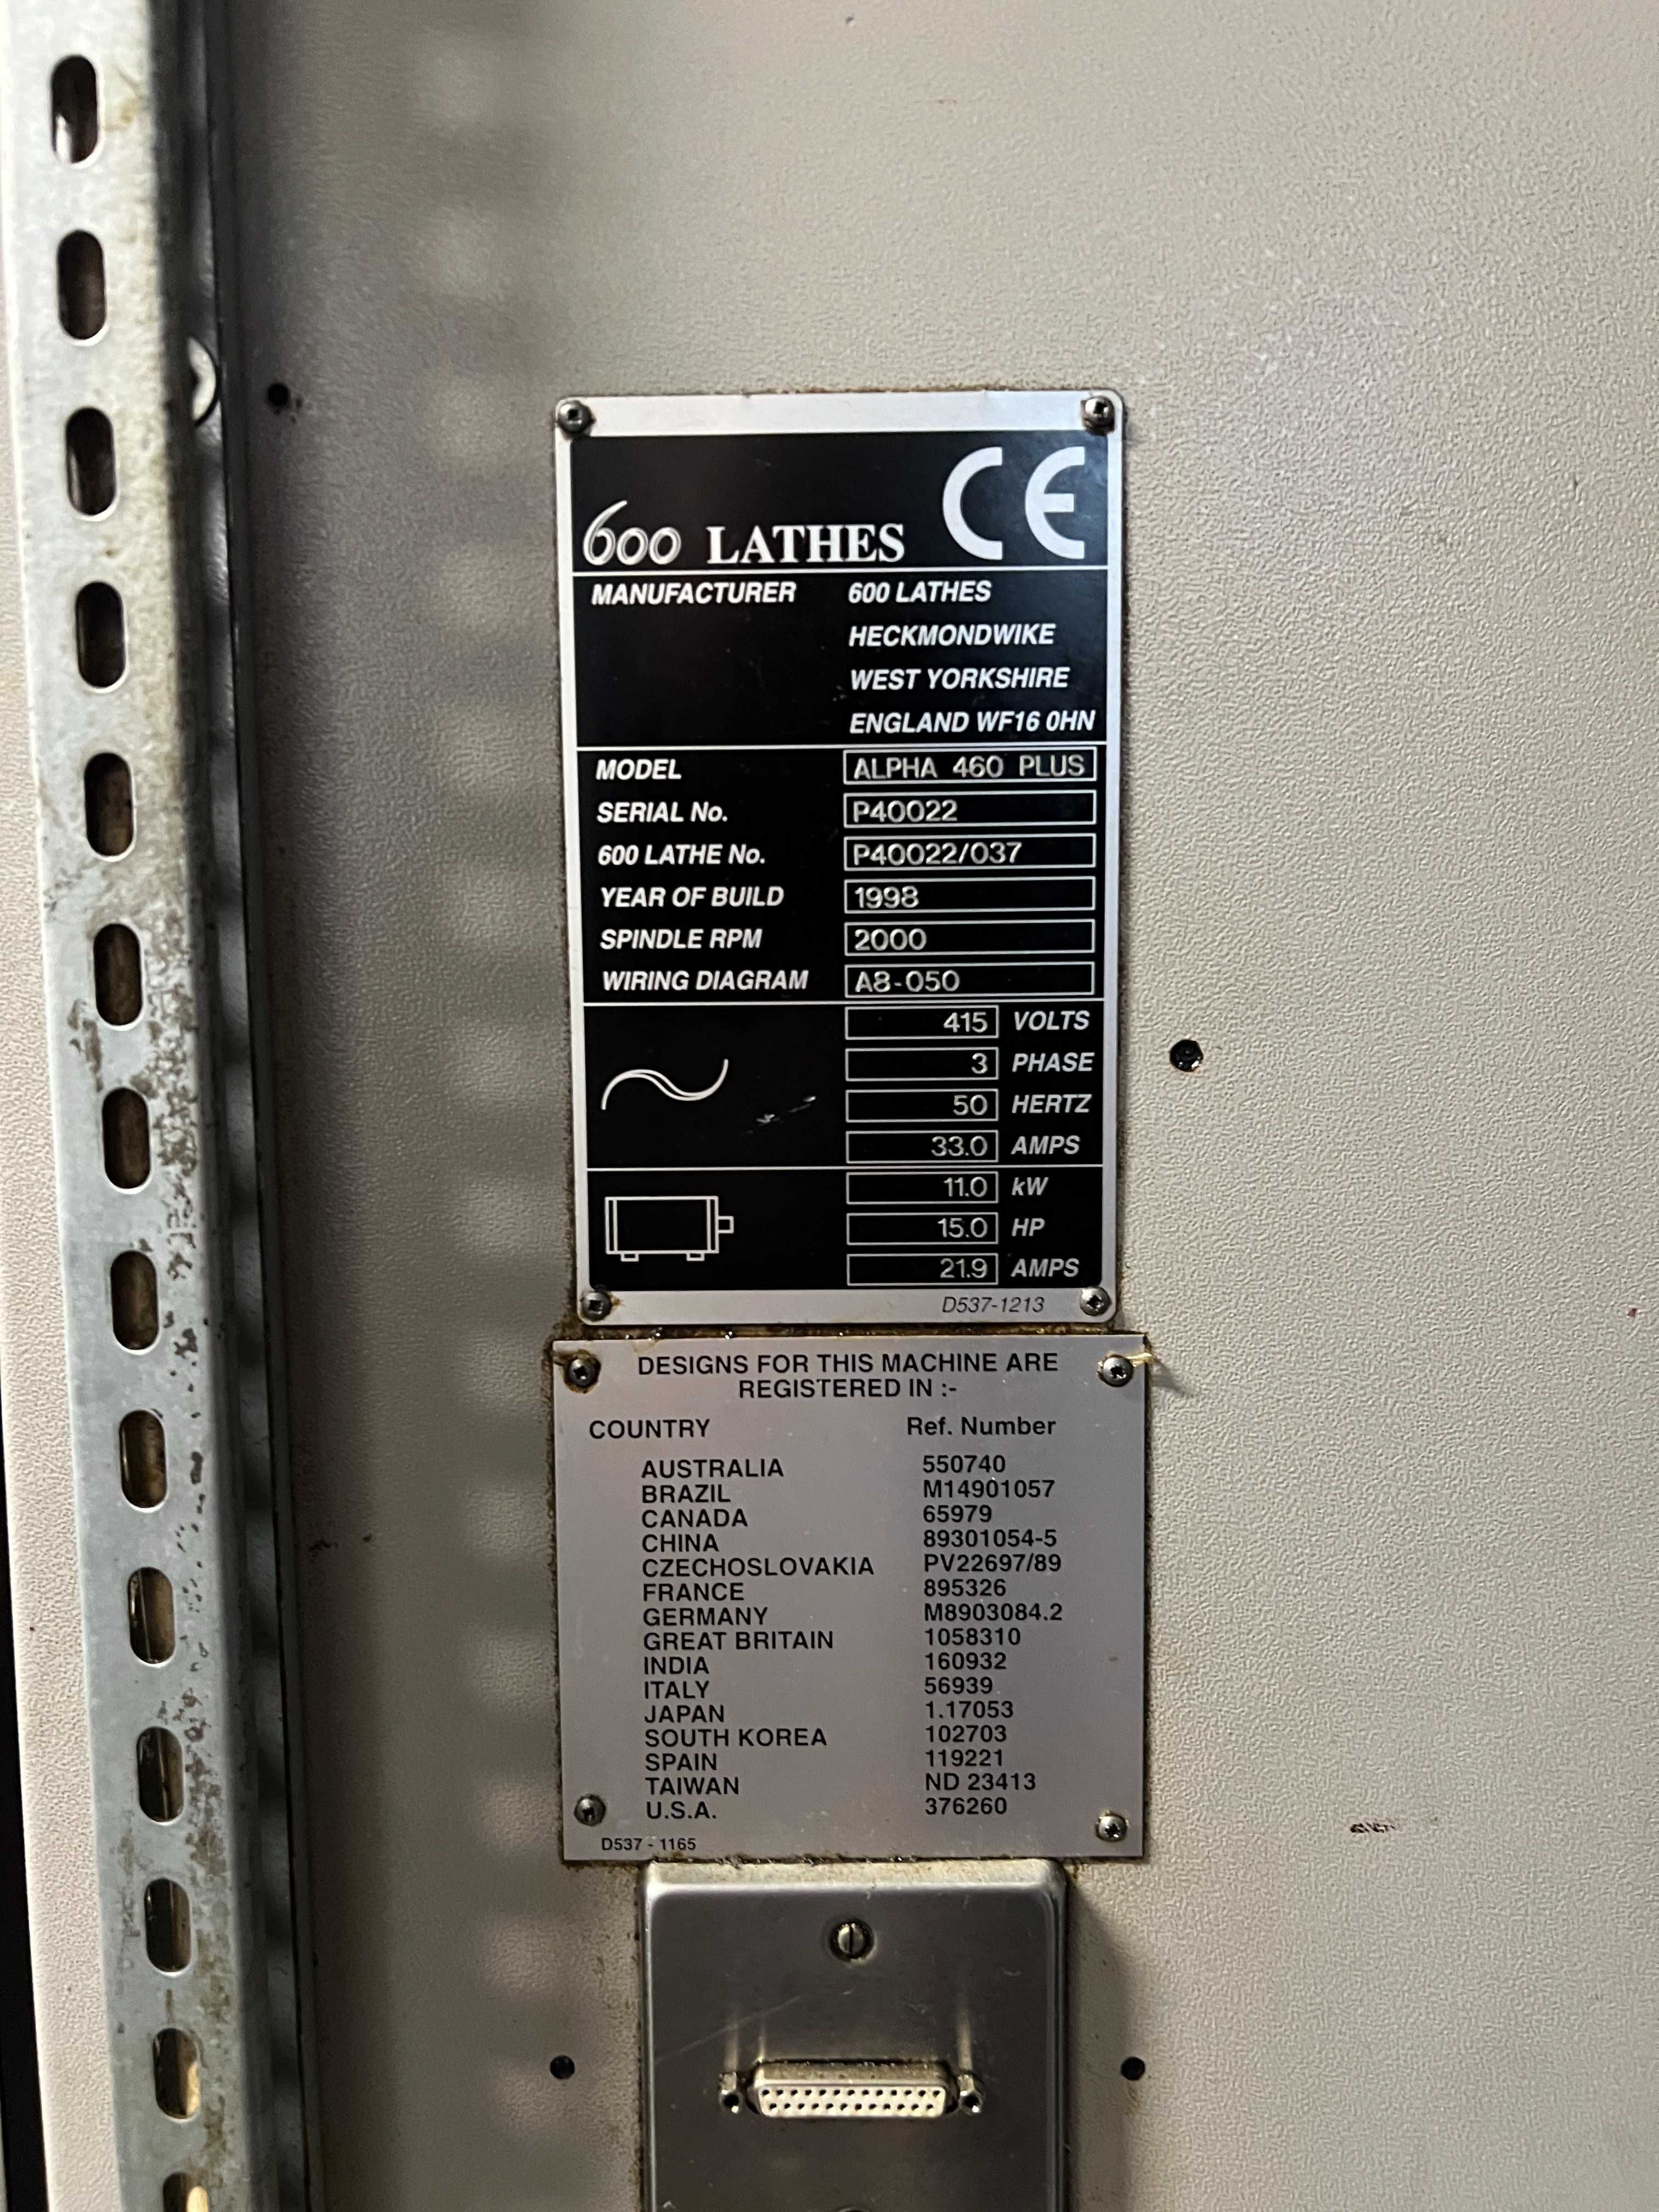 600 LATHES CE
MANUFACTURER 600 LATHES
HECKMONDWIKE
WEST YORKSHIRE
ENGLAND WF16 0HN
MODEL ALPHA 460 PLUS
SERIAL No. P40022
600 LATHE No. P40022/037
YEAR OF BUILD 1998
SPINDLE RPM 2000
WIRING DIAGRAM A8-050
415 VOLTS
3 PHASE
50 HERTZ
33.0 AMPS
11.0 kW
15.0 HP
21.9 AMPS
D537-1213
DESIGNS FOR THIS MACHINE ARE
REGISTERED IN :-
COUNTRY Ref. Number
AUSTRALIA 550740
BRAZIL M14901057
CANADA 65979
CHINA 89301054-5
CZECHOSLOVAKIA PV22697/89
FRANCE 895326
GERMANY M8903084.2
GREAT BRITAIN 1058310
INDIA 160932
ITALY 56939
JAPAN 1.17053
SOUTH KOREA 102703
SPAIN 119221
TAIWAN ND 23413
U.S.A. 376260
D537 - 1165